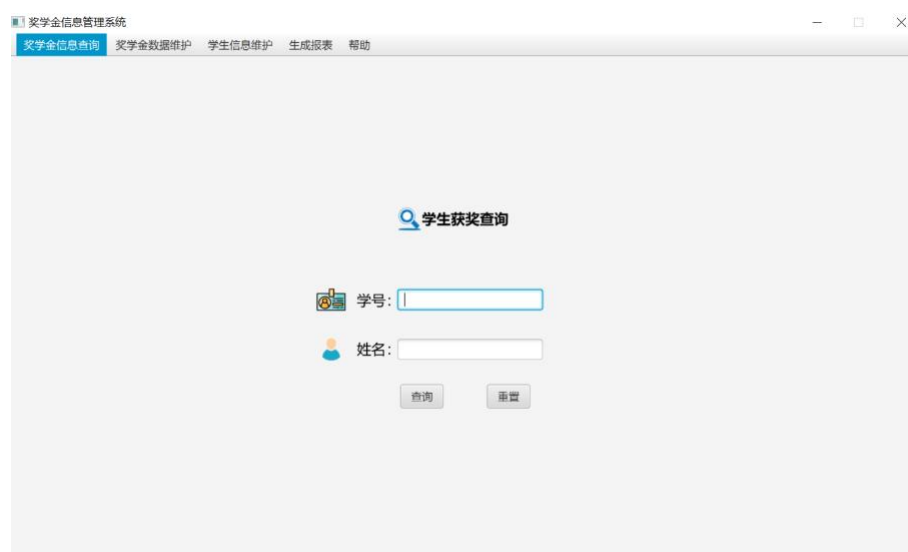 奖学金信息管理系统
奖学金信息查询 奖学金数据维护 学生信息维护 生成报表 帮助
学生获奖查询
学号：
姓名：
查询 重置